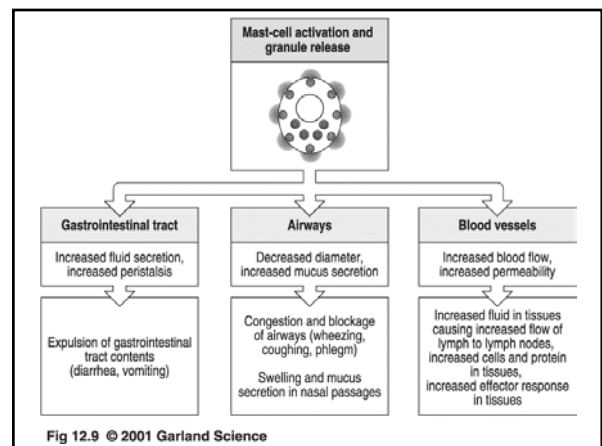 Mast-cell activation and
granule release
Gastrointestinal tract
Increased fluid secretion,
increased peristalsis
Expulsion of gastrointestinal
tract contents
(diarrhea, vomiting)
Airways
Decreased diameter,
increased mucus secretion
Congestion and blockage
of airways (wheezing,
coughing, phlegm)
Swelling and mucus
secretion in nasal passages
Blood vessels
Increased blood flow,
increased permeability
Increased fluid in tissues
causing increased flow of
lymph to lymph nodes,
increased cells and protein
in tissues,
increased effector response
in tissues
Fig 12.9 © 2001 Garland Science